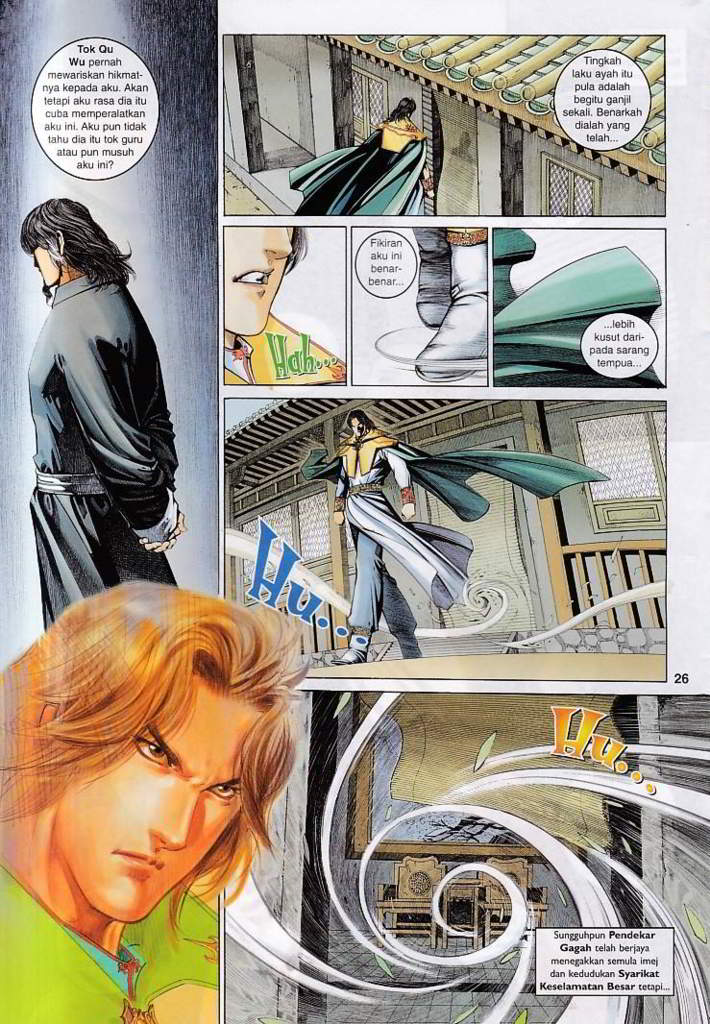 Tok Qu
Wu pernah
mewariskan hikmat-
nya kepada aku. Akan
tetapi aku rasa dia itu
cuba memperalatkan
aku ini. Aku pun tidak
tahu dia itu tok guru
atau pun musuh
aku ini?
Tingkah
laku ayah itu
pula adalah
begitu ganjil
sekali. Benarkah
dialah yang
telah...
Hah...
Fikiran
aku ini
benar-
benar...
...lebih
kusut dari-
pada sarang
tempua...
Hu...
26
Hu...
Sungguhpun Pendekar
Gagah telah berjaya
menegakkan semula imej
dan kedudukan Syarikat
Keselamatan Besar tetapi...